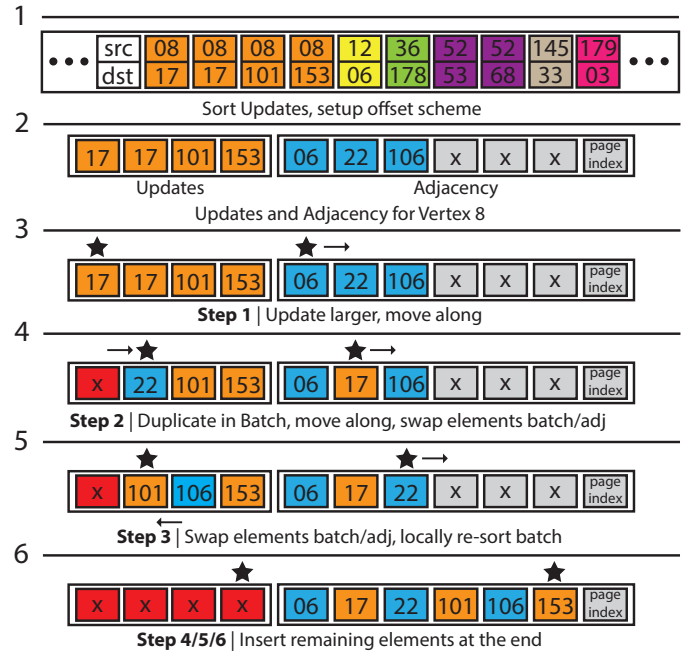 1
src 08 08 08 08 12 36 52 52 145 179
dst 17 17 101 153 06 178 53 68 33 03
Sort Updates, setup offset scheme
2
17 17 101 153 06 22 106 x x x page index
Updates Adjacency
Updates and Adjacency for Vertex 8
3
17 17 101 153 06 22 106 x x x page index
Step 1 | Update larger, move along
4
x 22 101 153 06 17 106 x x x page index
Step 2 | Duplicate in Batch, move along, swap elements batch/adj
5
x 101 106 153 06 17 22 x x x page index
Step 3 | Swap elements batch/adj, locally re-sort batch
6
x x x x 06 17 22 101 106 153 page index
Step 4/5/6 | Insert remaining elements at the end